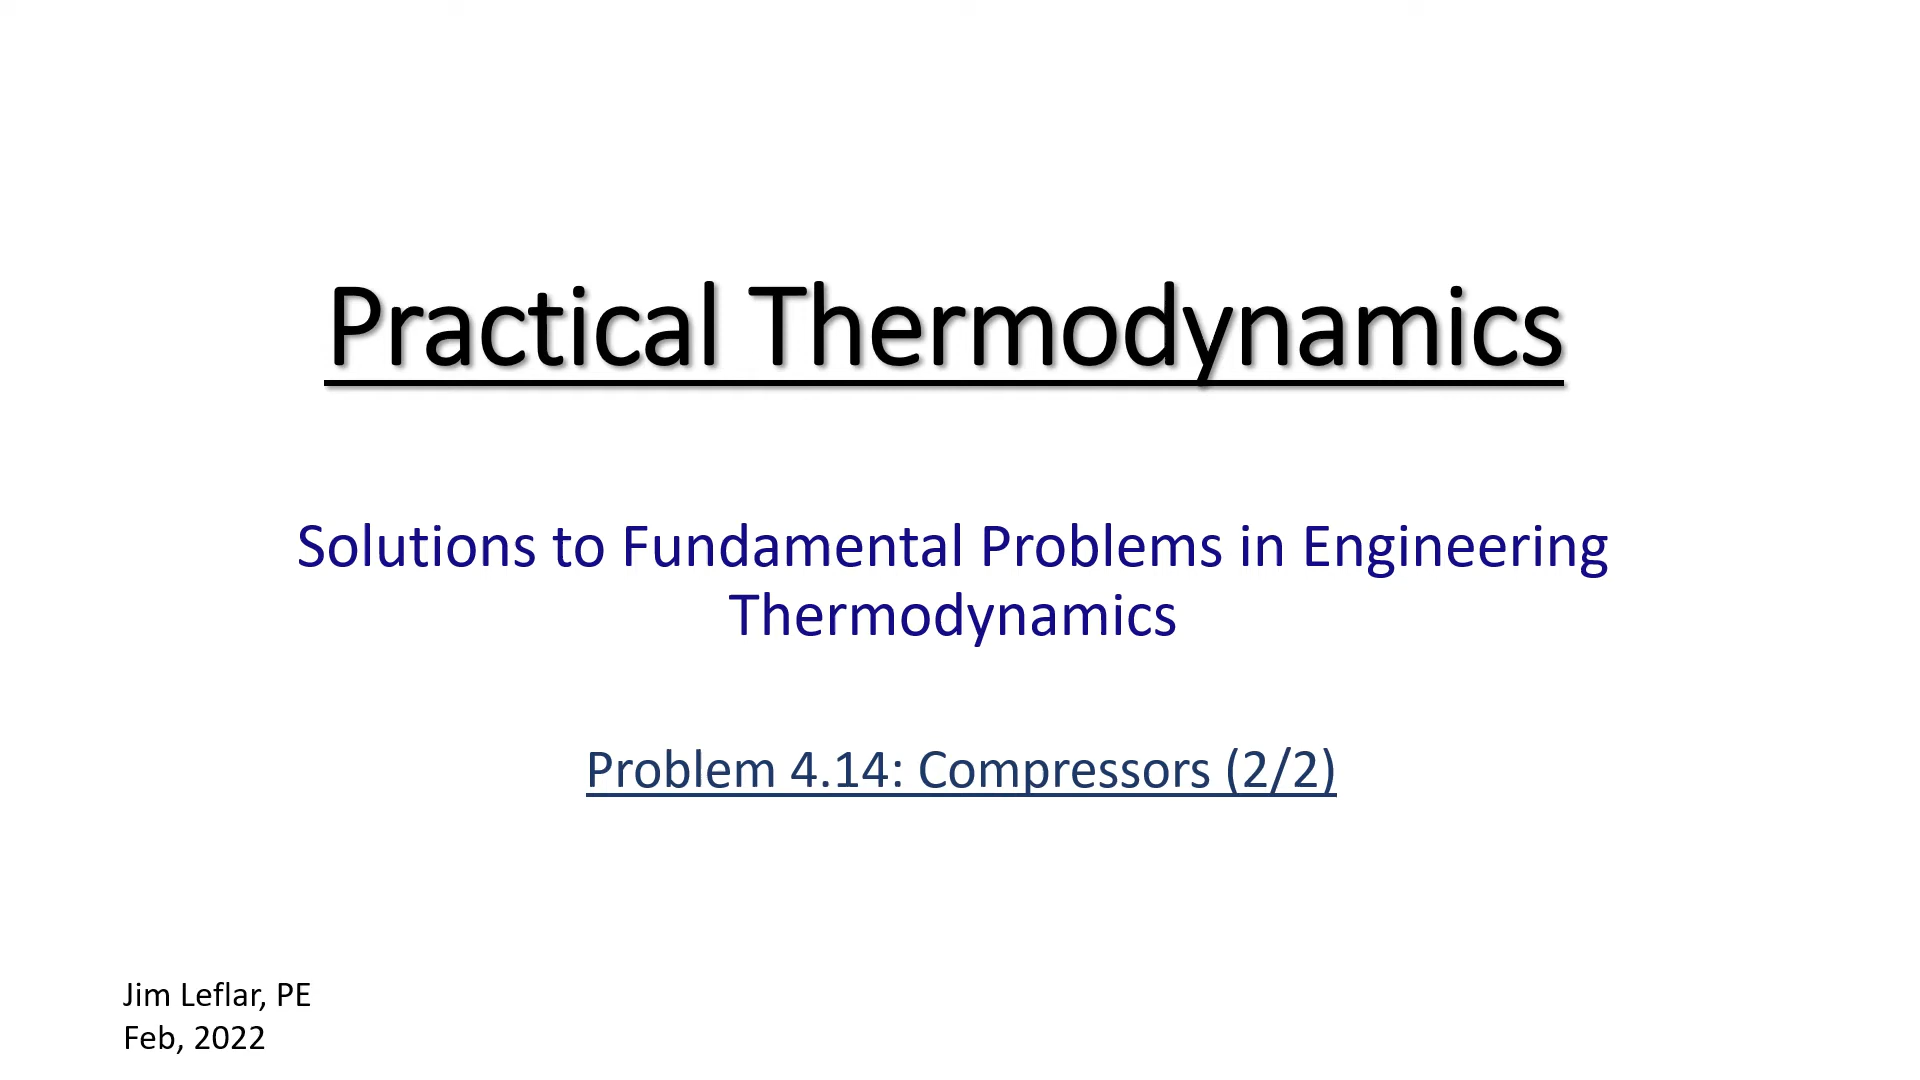 Practical Thermodynamics
Solutions to Fundamental Problems in Engineering
Thermodynamics
Problem 4.14: Compressors (2/2)
Jim Leflar, PE
Feb, 2022